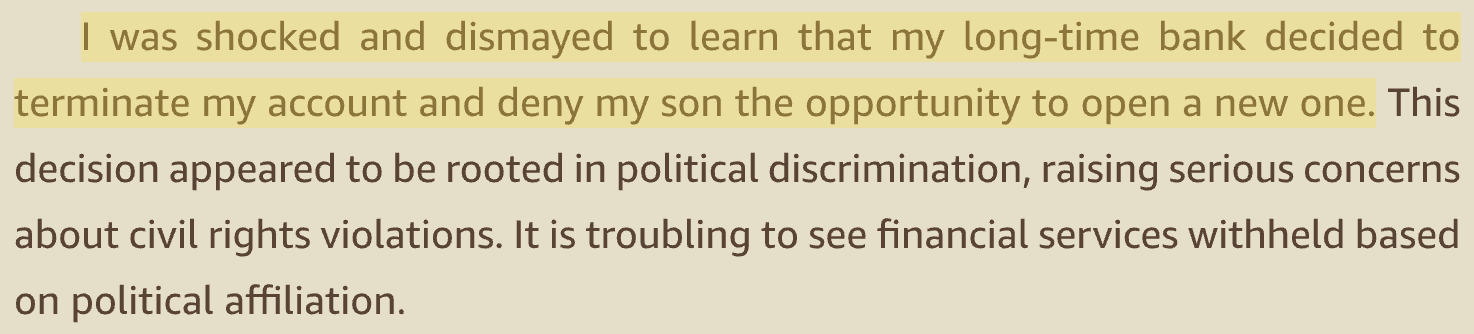 I was shocked and dismayed to learn that my long-time bank decided to
terminate my account and deny my son the opportunity to open a new one. This
decision appeared to be rooted in political discrimination, raising serious concerns
about civil rights violations. It is troubling to see financial services withheld based
on political affiliation.